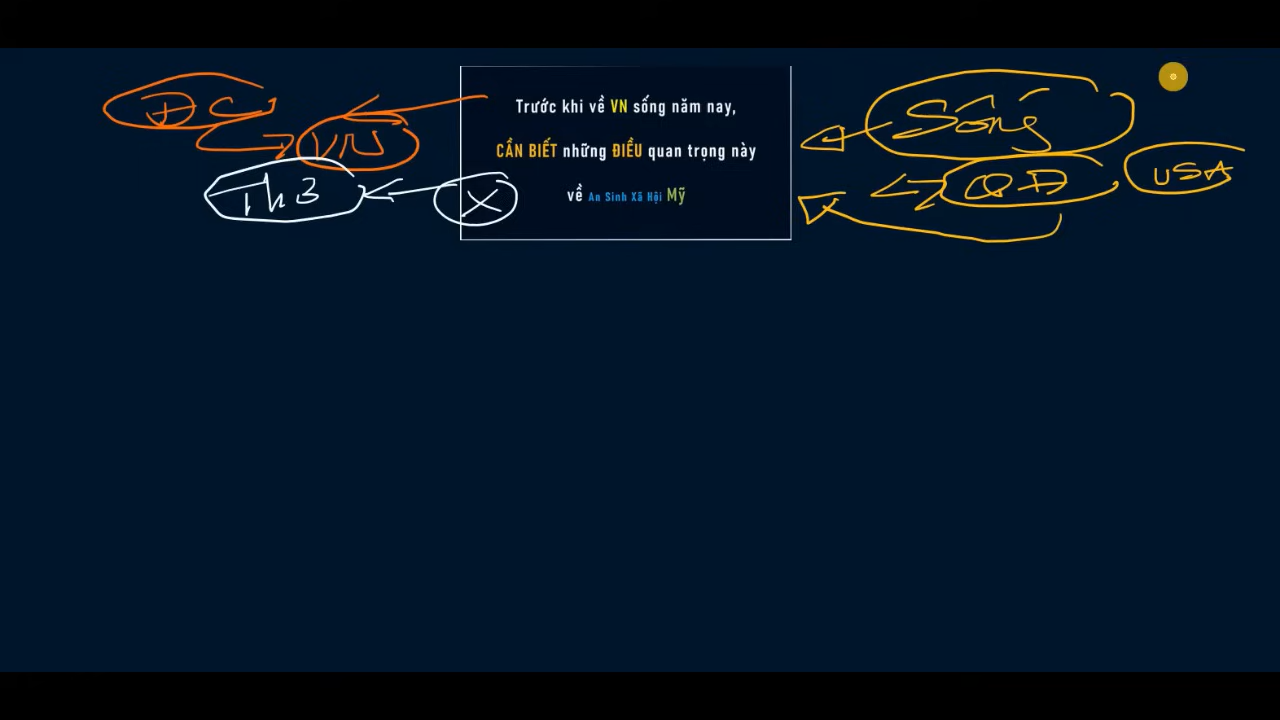 ĐC
VN
Th3
X
Trước khi về VN sống năm nay,
CẦN BIẾT những ĐIỀU quan trọng này
về An Sinh Xã Hội Mỹ
Sống
QĐ
USA